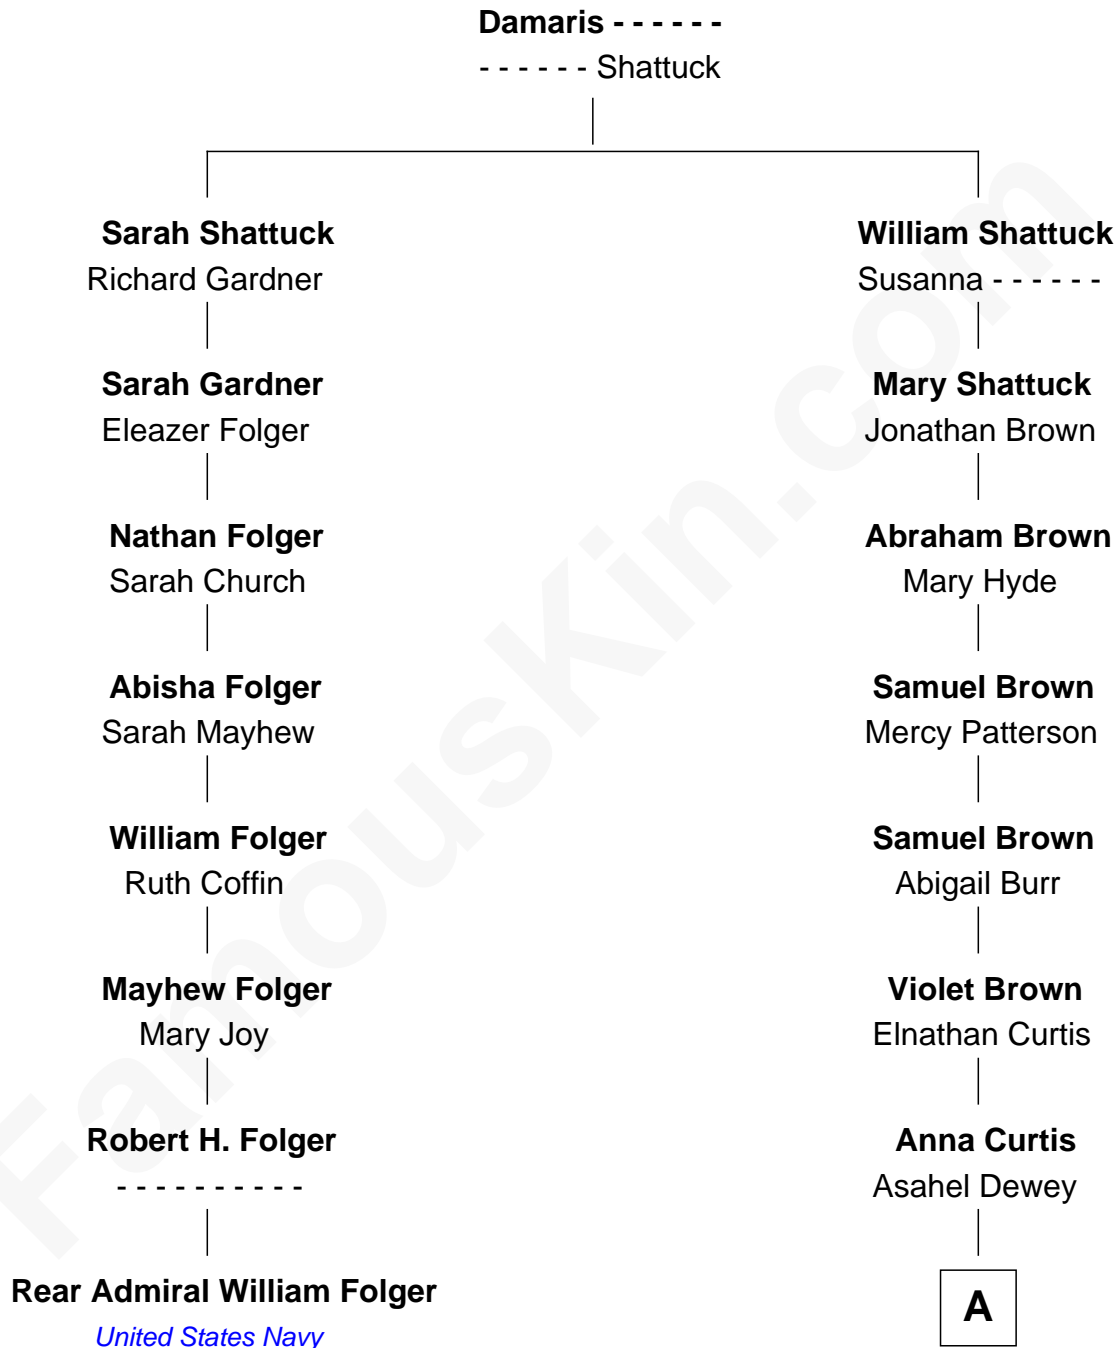 Damaris - - - - - -
- - - - - - Shattuck
Sarah Shattuck
Richard Gardner
William Shattuck
Susanna - - - - - -
Sarah Gardner
Eleazer Folger
Mary Shattuck
Jonathan Brown
Nathan Folger
Sarah Church
Abraham Brown
Mary Hyde
Abisha Folger
Sarah Mayhew
Samuel Brown
Mercy Patterson
William Folger
Ruth Coffin
Samuel Brown
Abigail Burr
Mayhew Folger
Mary Joy
Violet Brown
Elnathan Curtis
Robert H. Folger
- - - - - - - - - -
Anna Curtis
Asahel Dewey
Rear Admiral William Folger
United States Navy
A
FamousKin.com